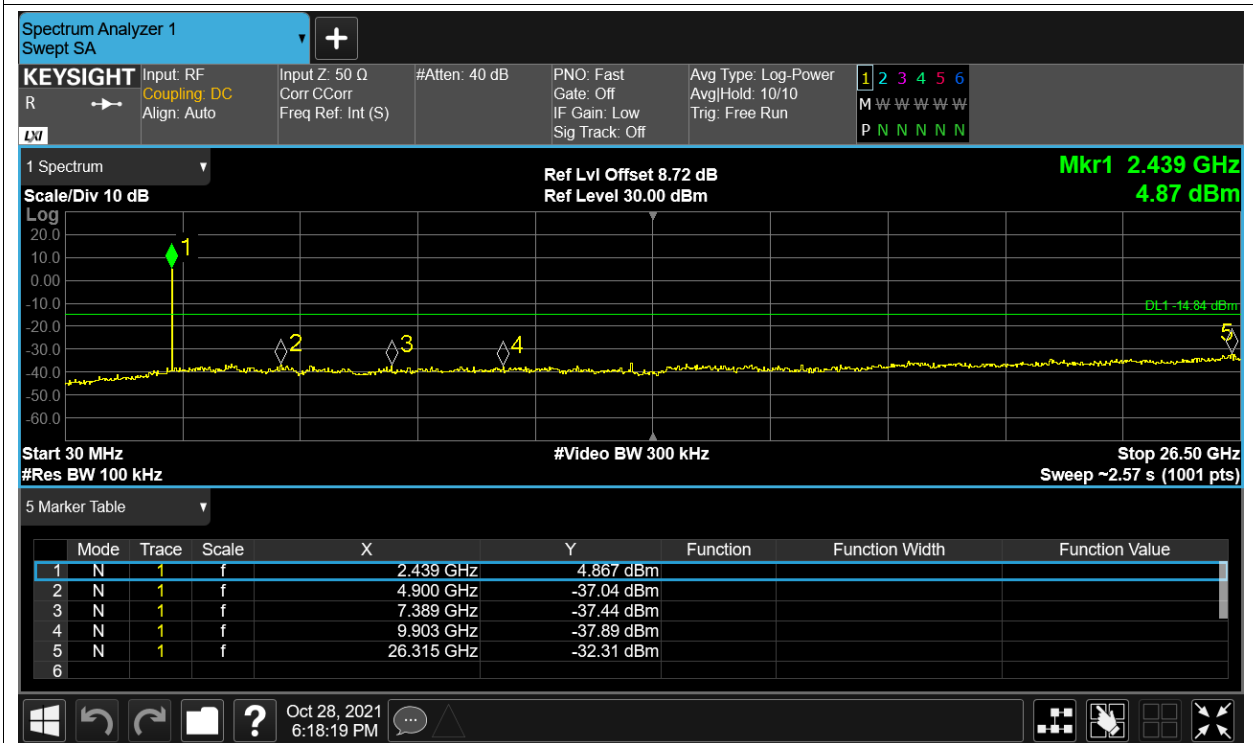 Spectrum Analyzer 1
Swept SA
KEYSIGHT
R
LXI
Input: RF
Coupling: DC
Align: Auto
Input Z: 50 Ω
Corr CCorr
Freq Ref: Int (S)
#Atten: 40 dB
PNO: Fast
Gate: Off
IF Gain: Low
Sig Track: Off
Avg Type: Log-Power
Avg|Hold: 10/10
Trig: Free Run
1 2 3 4 5 6
M W W W W W
P N N N N N
1 Spectrum
Scale/Div 10 dB
Ref Lvl Offset 8.72 dB
Ref Level 30.00 dBm
Mkr1 2.439 GHz
4.87 dBm
Log
20.0
10.0
0.00
-10.0
-20.0
-30.0
-40.0
-50.0
-60.0
1
2
3
4
5
DL1 -14.84 dBm
Start 30 MHz
#Video BW 300 kHz
Stop 26.50 GHz
#Res BW 100 kHz
Sweep ~2.57 s (1001 pts)
5 Marker Table
Mode Trace Scale X Y Function Function Width Function Value
1 N 1 f 2.439 GHz 4.867 dBm
2 N 1 f 4.900 GHz -37.04 dBm
3 N 1 f 7.389 GHz -37.44 dBm
4 N 1 f 9.903 GHz -37.89 dBm
5 N 1 f 26.315 GHz -32.31 dBm
6
?
Oct 28, 2021
6:18:19 PM